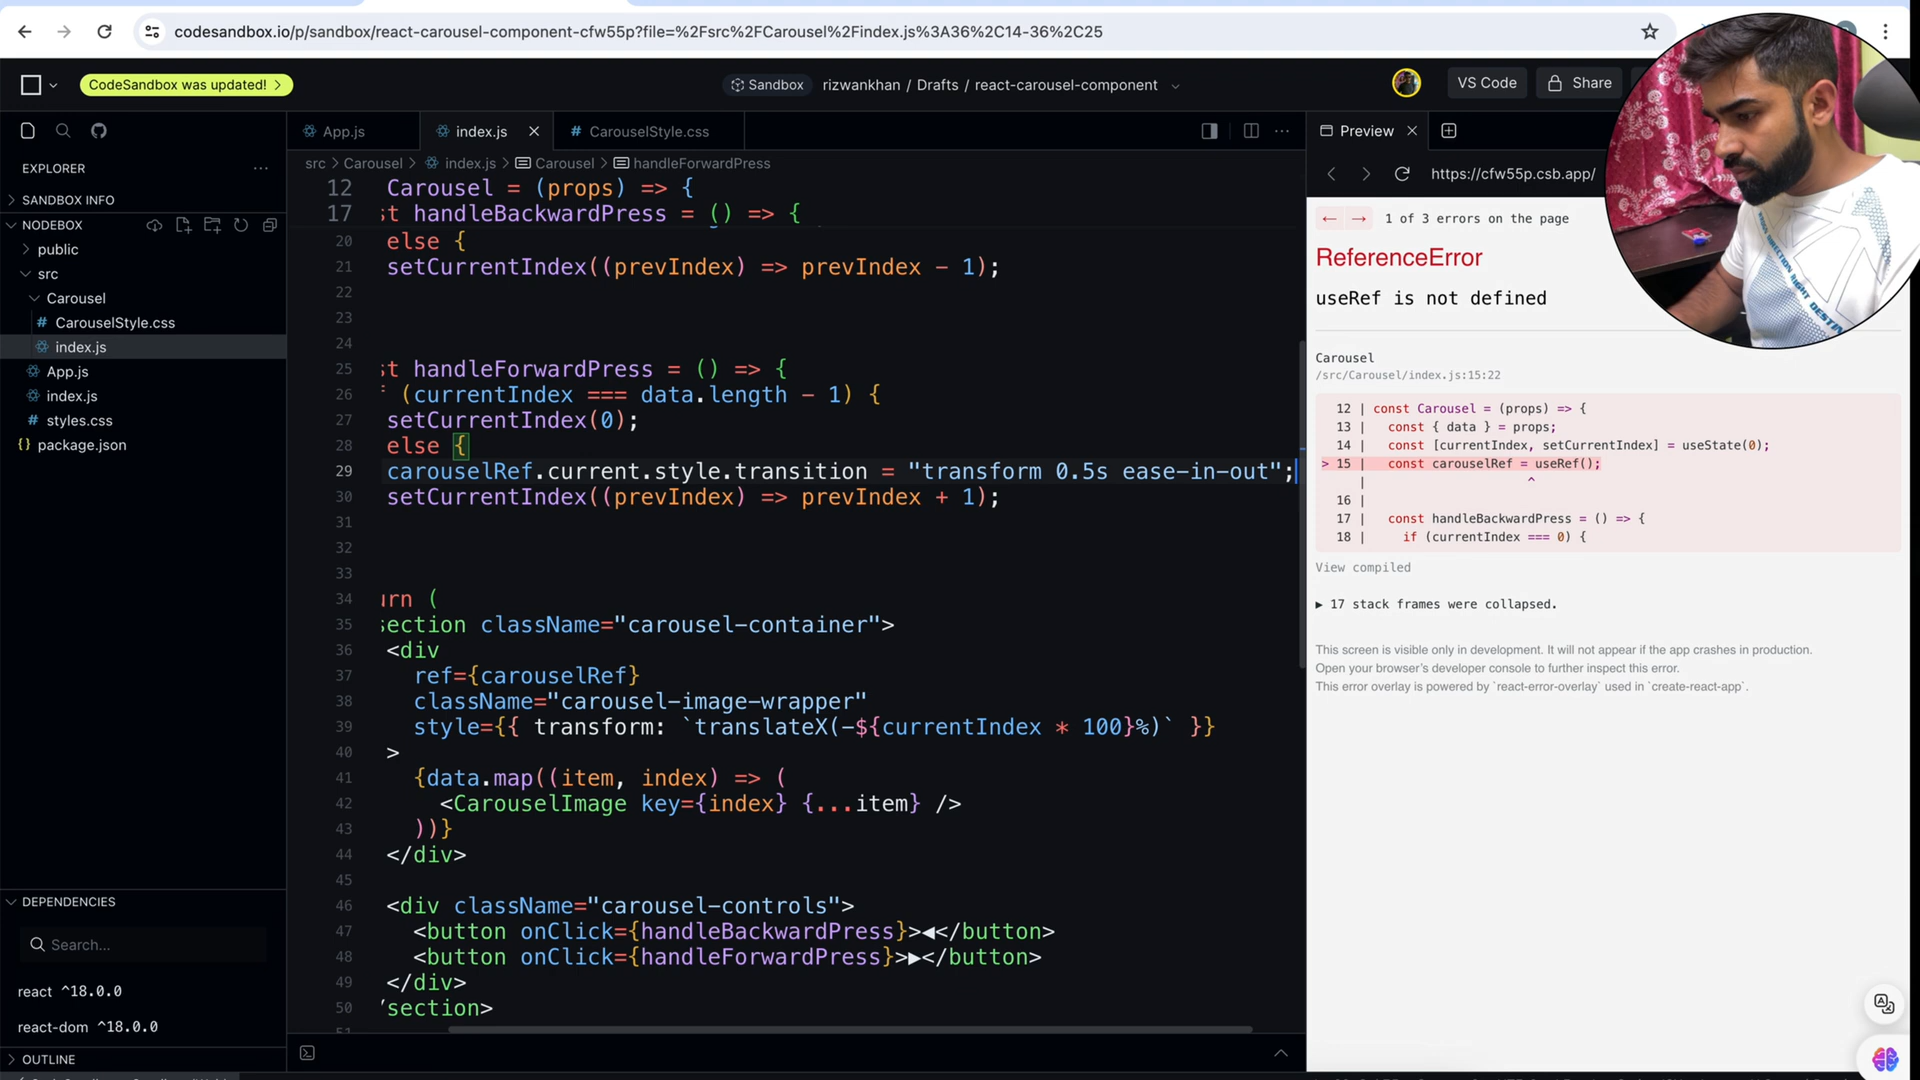 codesandbox.io/p/sandbox/react-carousel-component-cfw55p?file=%2Fsrc%2FCarousel%2Findex.js%3A36%2C14-36%2C25
CodeSandbox was updated!
Sandbox
rizwankhan / Drafts / react-carousel-component
VS Code
Share
EXPLORER
SANDBOX INFO
NODEBOX
public
src
Carousel
# CarouselStyle.css
index.js
App.js
index.js
styles.css
package.json
DEPENDENCIES
Search...
react ^18.0.0
react-dom ^18.0.0
OUTLINE
App.js
index.js
# CarouselStyle.css
src > Carousel > index.js > Carousel > handleForwardPress
12 Carousel = (props) => {
17 st handleBackwardPress = () => {
20 else {
21 setCurrentIndex((prevIndex) => prevIndex - 1);
22
23
24
25 st handleForwardPress = () => {
26 (currentIndex === data.length - 1) {
27 setCurrentIndex(0);
28 else {
29 carouselRef.current.style.transition = "transform 0.5s ease-in-out";
30 setCurrentIndex((prevIndex) => prevIndex + 1);
31
32
33
34 urn (
35 section className="carousel-container">
36 <div
37 ref={carouselRef}
38 className="carousel-image-wrapper"
39 style={{ transform: `translateX(-${currentIndex * 100}%)` }}
40 >
41 {data.map((item, index) => (
42 <CarouselImage key={index} {...item} />
43 ))}
44 </div>
45
46 <div className="carousel-controls">
47 <button onClick={handleBackwardPress}>◀</button>
48 <button onClick={handleForwardPress}>▶</button>
49 </div>
50 /section>
51
Preview
https://cfw55p.csb.app/
← → 1 of 3 errors on the page
ReferenceError
useRef is not defined
Carousel
/src/Carousel/index.js:15:22
12 | const Carousel = (props) => {
13 | const { data } = props;
14 | const [currentIndex, setCurrentIndex] = useState(0);
> 15 | const carouselRef = useRef();
| ^
16 |
17 | const handleBackwardPress = () => {
18 | if (currentIndex === 0) {
View compiled
▶ 17 stack frames were collapsed.
This screen is visible only in development. It will not appear if the app crashes in production.
Open your browser's developer console to further inspect this error.
This error overlay is powered by `react-error-overlay` used in `create-react-app`.